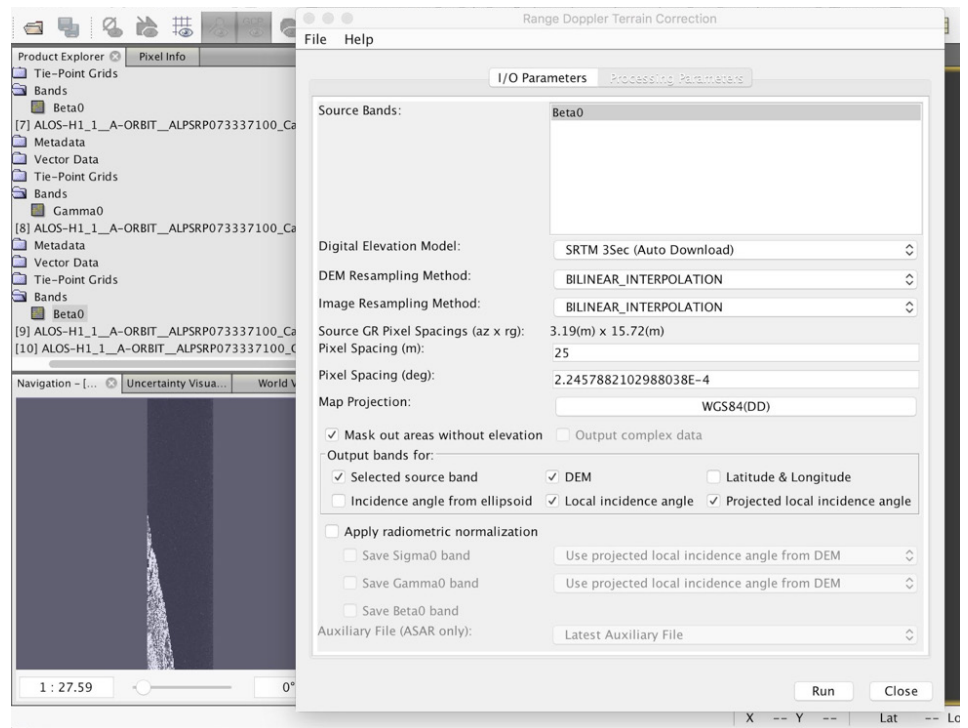 Range Doppler Terrain Correction
File Help
Product Explorer Pixel Info
Tie-Point Grids
Bands
Beta0
[7] ALOS-H1_1__A-ORBIT__ALPSRP073337100_Ca
Metadata
Vector Data
Tie-Point Grids
Bands
Gamma0
[8] ALOS-H1_1__A-ORBIT__ALPSRP073337100_Ca
Metadata
Vector Data
Tie-Point Grids
Bands
Beta0
[9] ALOS-H1_1__A-ORBIT__ALPSRP073337100_Ca
[10] ALOS-H1_1__A-ORBIT__ALPSRP073337100_C
Navigation – [... Uncertainty Visua... World V
1 : 27.59 0°
I/O Parameters Processing Parameters
Source Bands: Beta0
Digital Elevation Model: SRTM 3Sec (Auto Download)
DEM Resampling Method: BILINEAR_INTERPOLATION
Image Resampling Method: BILINEAR_INTERPOLATION
Source GR Pixel Spacings (az x rg): 3.19(m) x 15.72(m)
Pixel Spacing (m): 25
Pixel Spacing (deg): 2.2457882102988038E-4
Map Projection: WGS84(DD)
Mask out areas without elevation Output complex data
Output bands for:
Selected source band DEM Latitude & Longitude
Incidence angle from ellipsoid Local incidence angle Projected local incidence angle
Apply radiometric normalization
Save Sigma0 band Use projected local incidence angle from DEM
Save Gamma0 band Use projected local incidence angle from DEM
Save Beta0 band
Auxiliary File (ASAR only): Latest Auxiliary File
Run Close
X -- Y -- Lat -- Lo